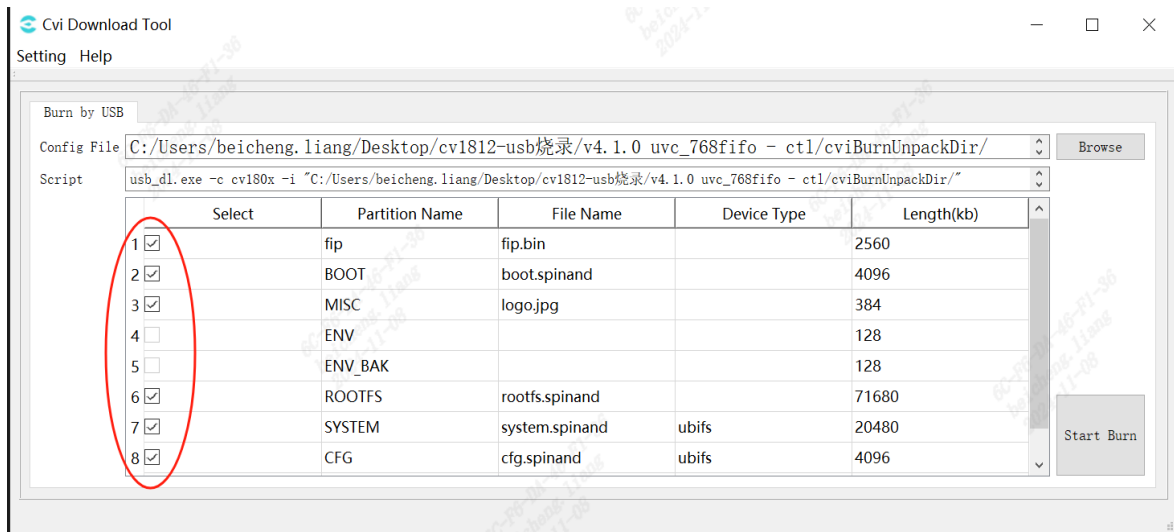 Cvi Download Tool
Setting Help
Burn by USB
Config File C:/Users/beicheng.liang/Desktop/cv1812-usb烧录/v4.1.0 uvc_768fifo - ctl/cviBurnUnpackDir/ Browse
Script usb_dl.exe -c cv180x -i "C:/Users/beicheng.liang/Desktop/cv1812-usb烧录/v4.1.0 uvc_768fifo - ctl/cviBurnUnpackDir/"
Select Partition Name File Name Device Type Length(kb)
1 fip fip.bin 2560
2 BOOT boot.spinand 4096
3 MISC logo.jpg 384
4 ENV 128
5 ENV_BAK 128
6 ROOTFS rootfs.spinand 71680
7 SYSTEM system.spinand ubifs 20480
Start Burn
8 CFG cfg.spinand ubifs 4096